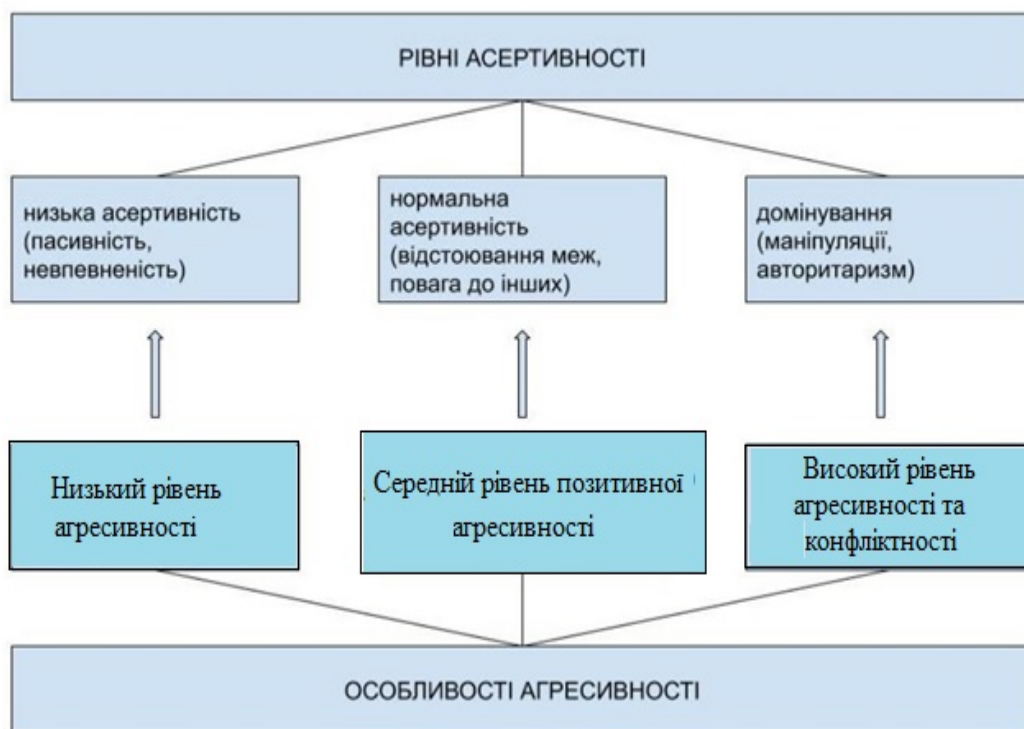 РІВНІ АСЕРТИВНОСТІ
низька асертивність
(пасивність,
невпевненість)
нормальна
асертивність
(відстоювання меж,
повага до інших)
домінування
(маніпуляції,
авторитаризм)
Низький рівень
агресивності
Середній рівень позитивної
агресивності
Високий рівень
агресивності та
конфліктності
ОСОБЛИВОСТІ АГРЕСИВНОСТІ